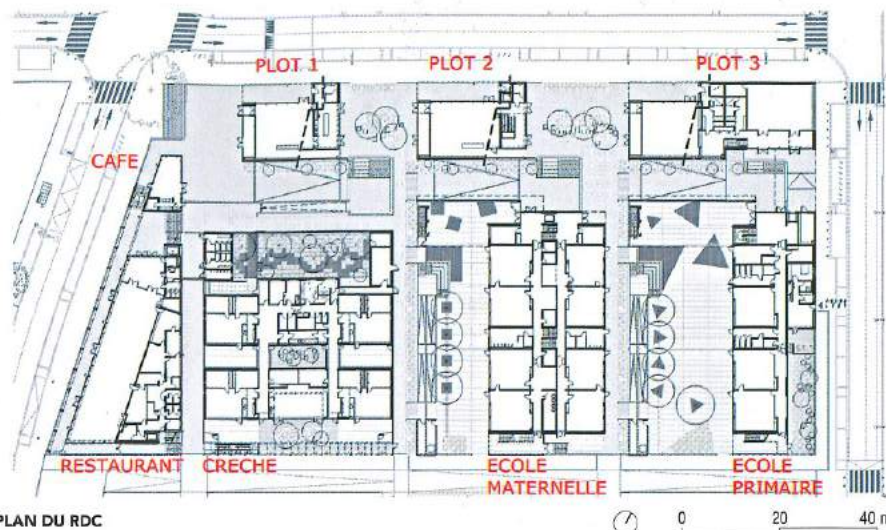 PLOT 1
PLOT 2
PLOT 3
CAFE
RESTAURANT
CRECHE
ECOLE
MATERNELLE
ECOLE
PRIMAIRE
PLAN DU RDC
0
20
40 m